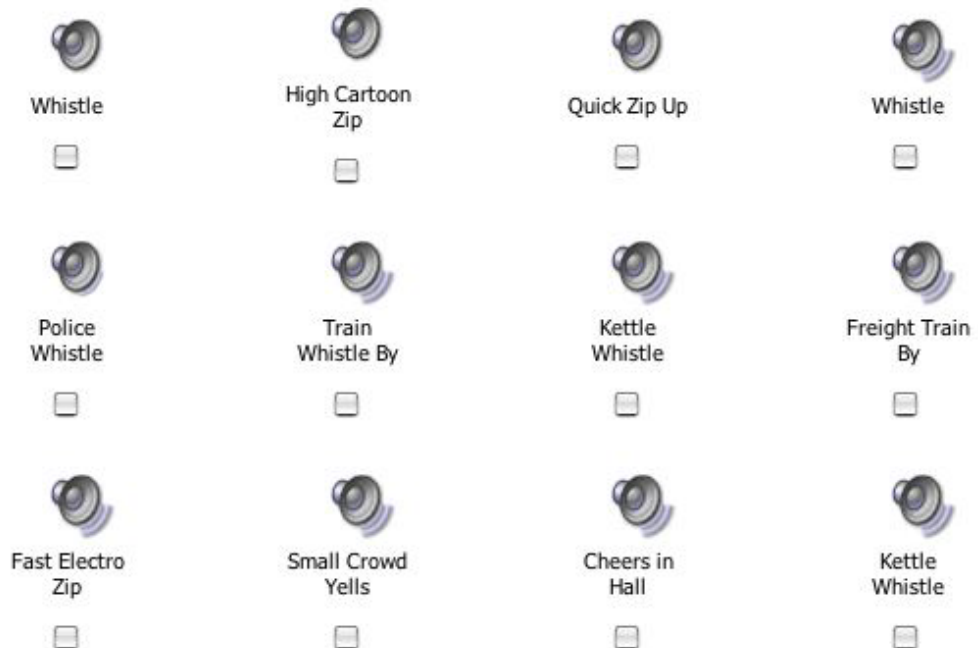 Whistle
High Cartoon
Zip
Quick Zip Up
Whistle
Police
Whistle
Train
Whistle By
Kettle
Whistle
Freight Train
By
Fast Electro
Zip
Small Crowd
Yells
Cheers in
Hall
Kettle
Whistle